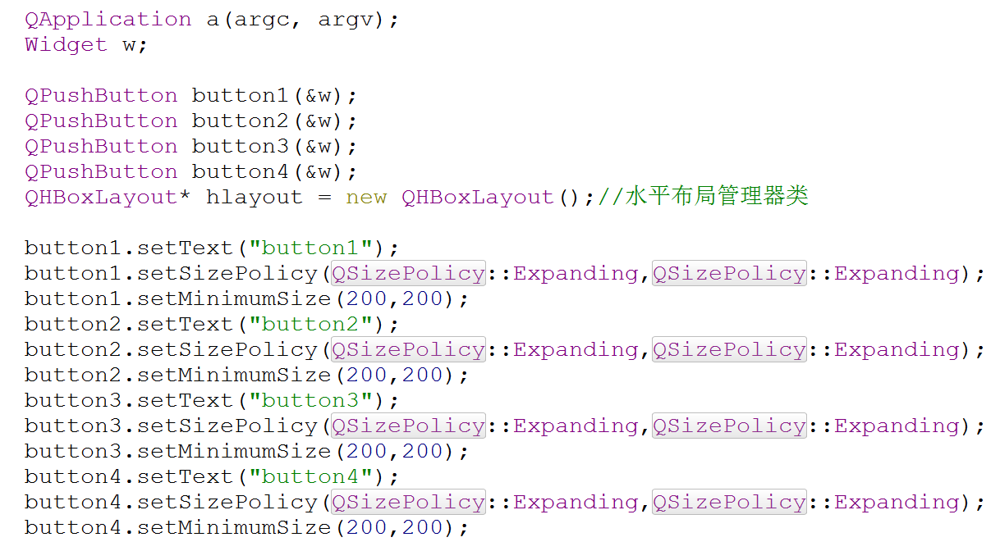 QApplication a(argc, argv);
Widget w;
QPushButton button1(&w);
QPushButton button2(&w);
QPushButton button3(&w);
QPushButton button4(&w);
QHBoxLayout* hlayout = new QHBoxLayout();//水平布局管理器类
button1.setText("button1");
button1.setSizePolicy(QSizePolicy::Expanding,QSizePolicy::Expanding);
button1.setMinimumSize(200,200);
button2.setText("button2");
button2.setSizePolicy(QSizePolicy::Expanding,QSizePolicy::Expanding);
button2.setMinimumSize(200,200);
button3.setText("button3");
button3.setSizePolicy(QSizePolicy::Expanding,QSizePolicy::Expanding);
button3.setMinimumSize(200,200);
button4.setText("button4");
button4.setSizePolicy(QSizePolicy::Expanding,QSizePolicy::Expanding);
button4.setMinimumSize(200,200);